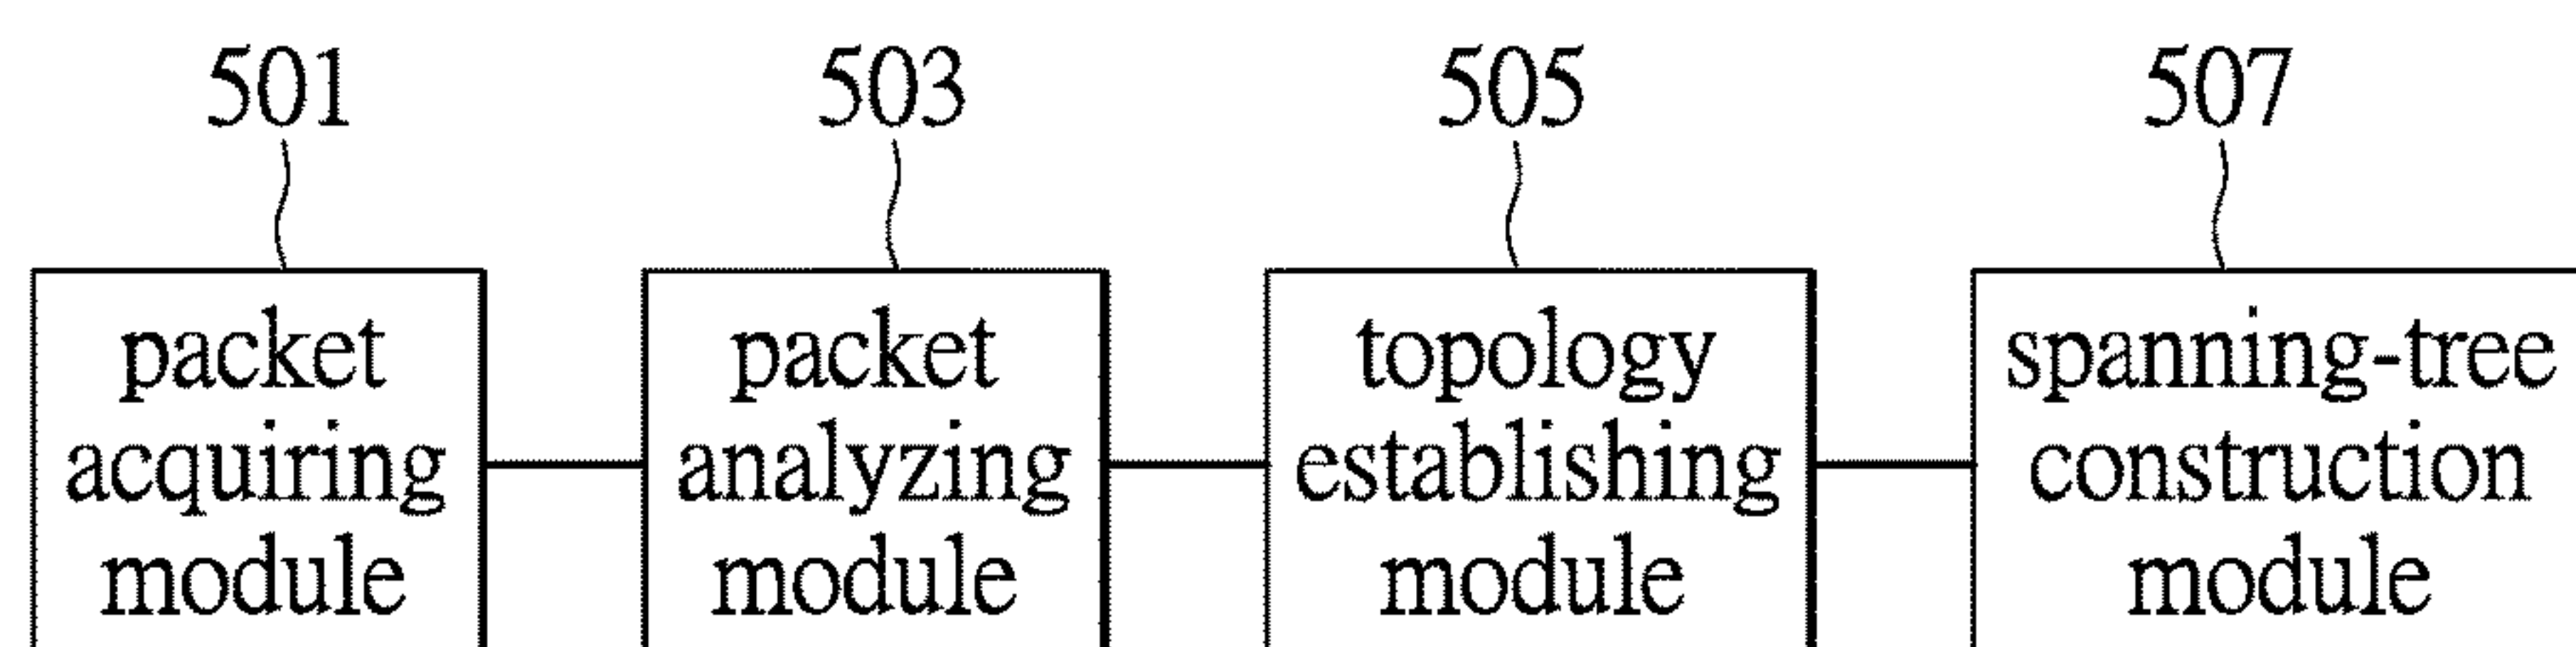 501
503
505
507
packet
acquiring
module
packet
analyzing
module
topology
establishing
module
spanning-tree
construction
module